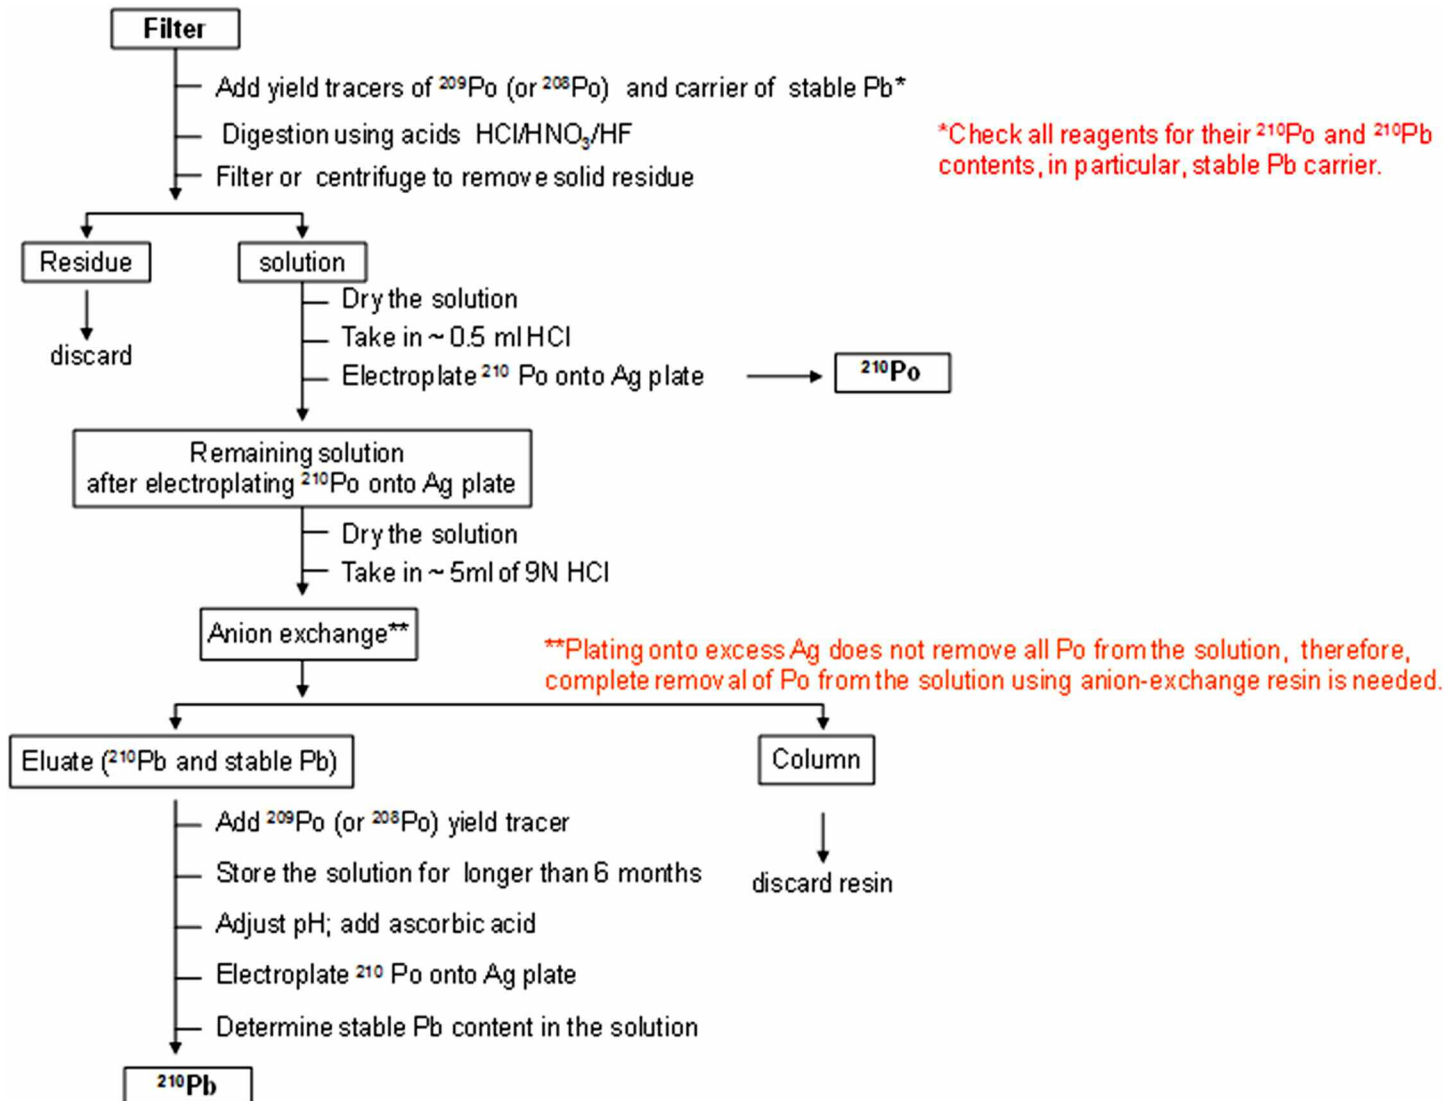 Filter
Add yield tracers of ²⁰⁹Po (or ²⁰⁸Po) and carrier of stable Pb*
Digestion using acids HCl/HNO₃/HF
*Check all reagents for their ²¹⁰Po and ²¹⁰Pb
contents, in particular, stable Pb carrier.
Filter or centrifuge to remove solid residue
Residue
solution
Dry the solution
Take in ~ 0.5 ml HCl
discard
Electroplate ²¹⁰ Po onto Ag plate
²¹⁰Po
Remaining solution
after electroplating ²¹⁰Po onto Ag plate
Dry the solution
Take in ~ 5ml of 9N HCl
Anion exchange**
**Plating onto excess Ag does not remove all Po from the solution, therefore,
complete removal of Po from the solution using anion-exchange resin is needed.
Eluate (²¹⁰Pb and stable Pb)
Column
Add ²⁰⁹Po (or ²⁰⁸Po) yield tracer
Store the solution for longer than 6 months
discard resin
Adjust pH; add ascorbic acid
Electroplate ²¹⁰ Po onto Ag plate
Determine stable Pb content in the solution
²¹⁰Pb